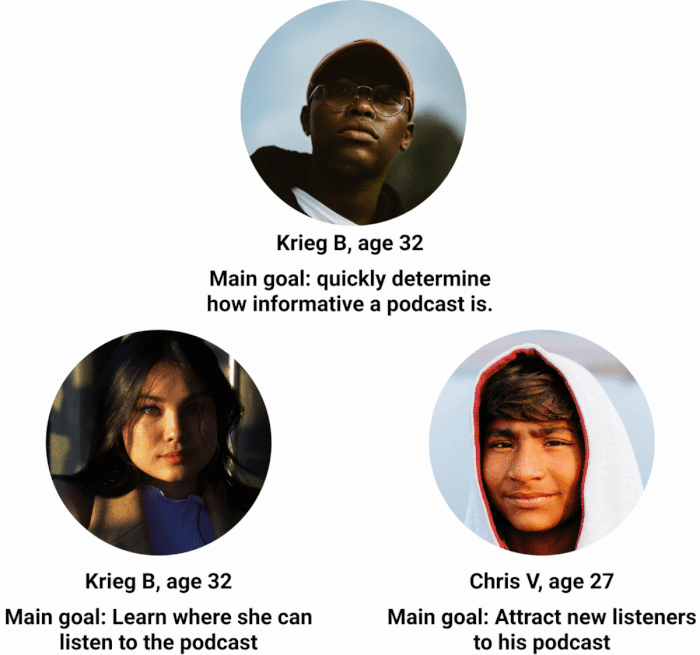 Krieg B, age 32
Main goal: quickly determine
how informative a podcast is.
Krieg B, age 32
Main goal: Learn where she can
listen to the podcast
Chris V, age 27
Main goal: Attract new listeners
to his podcast